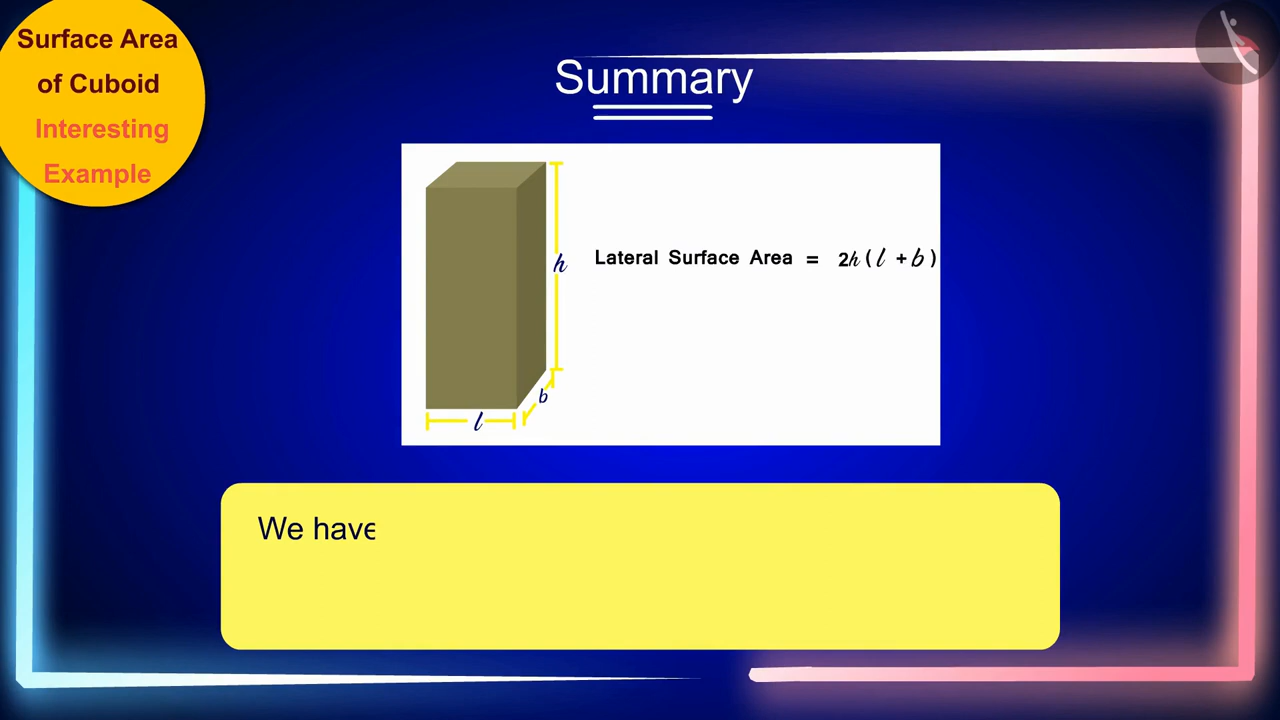 Surface Area
of Cuboid
Interesting
Example
Summary
h
Lateral Surface Area = 2h(l + b)
b
l
We have